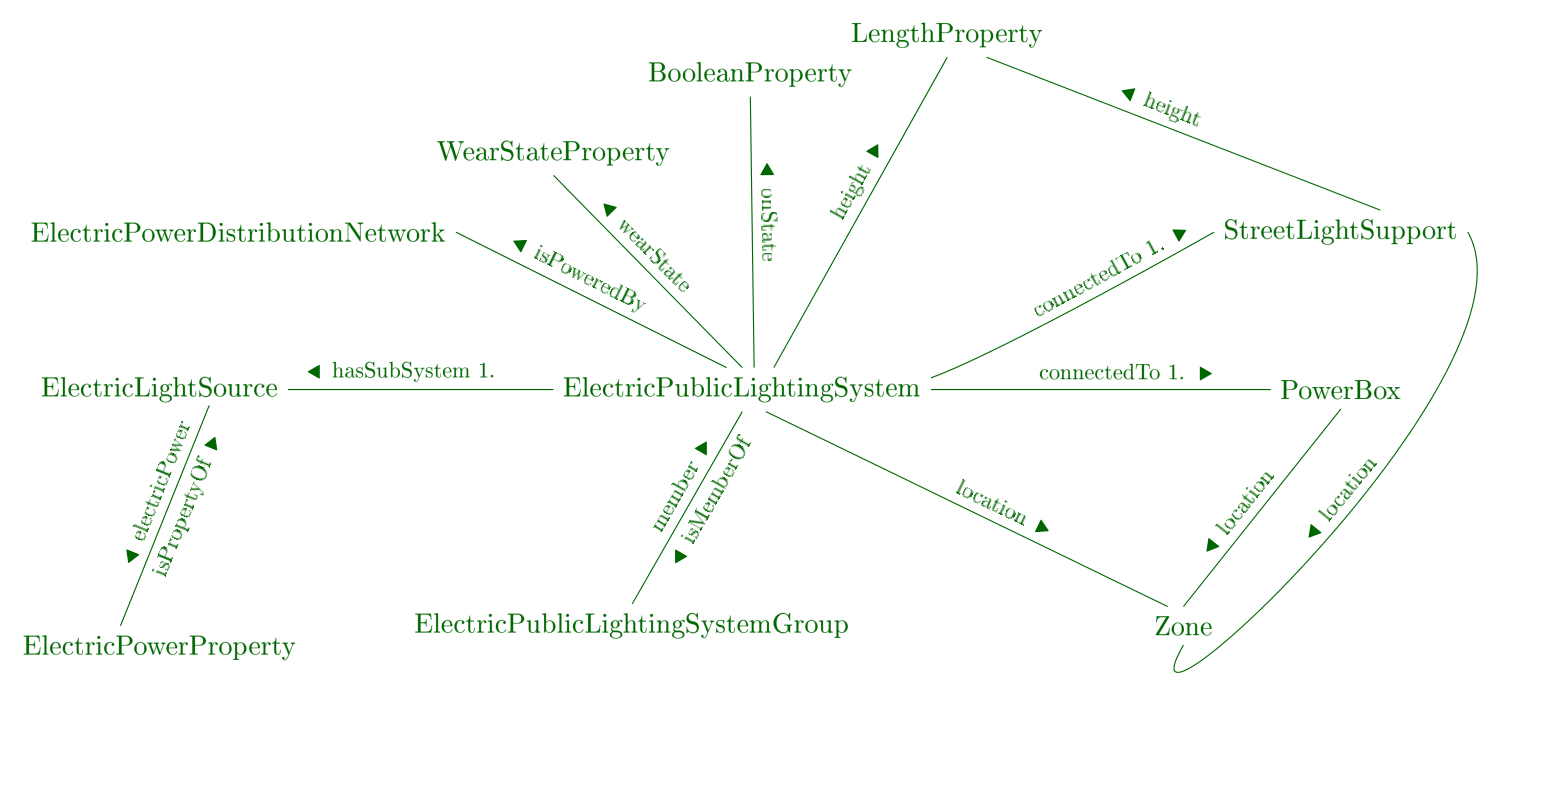 LengthProperty
BooleanProperty
◀ height
WearStateProperty
height ▶
◀ onState
ElectricPowerDistributionNetwork
◀ wearState
StreetLightSupport
◀ isPoweredBy
connectedTo 1. ▶
◀ hasSubSystem 1.
connectedTo 1. ▶
ElectricLightSource
ElectricPublicLightingSystem
PowerBox
◀ electricPower
isPropertyOf ▶
member ▶
◀ isMemberOf
location ▶
◀ location
◀ location
ElectricPublicLightingSystemGroup
Zone
ElectricPowerProperty